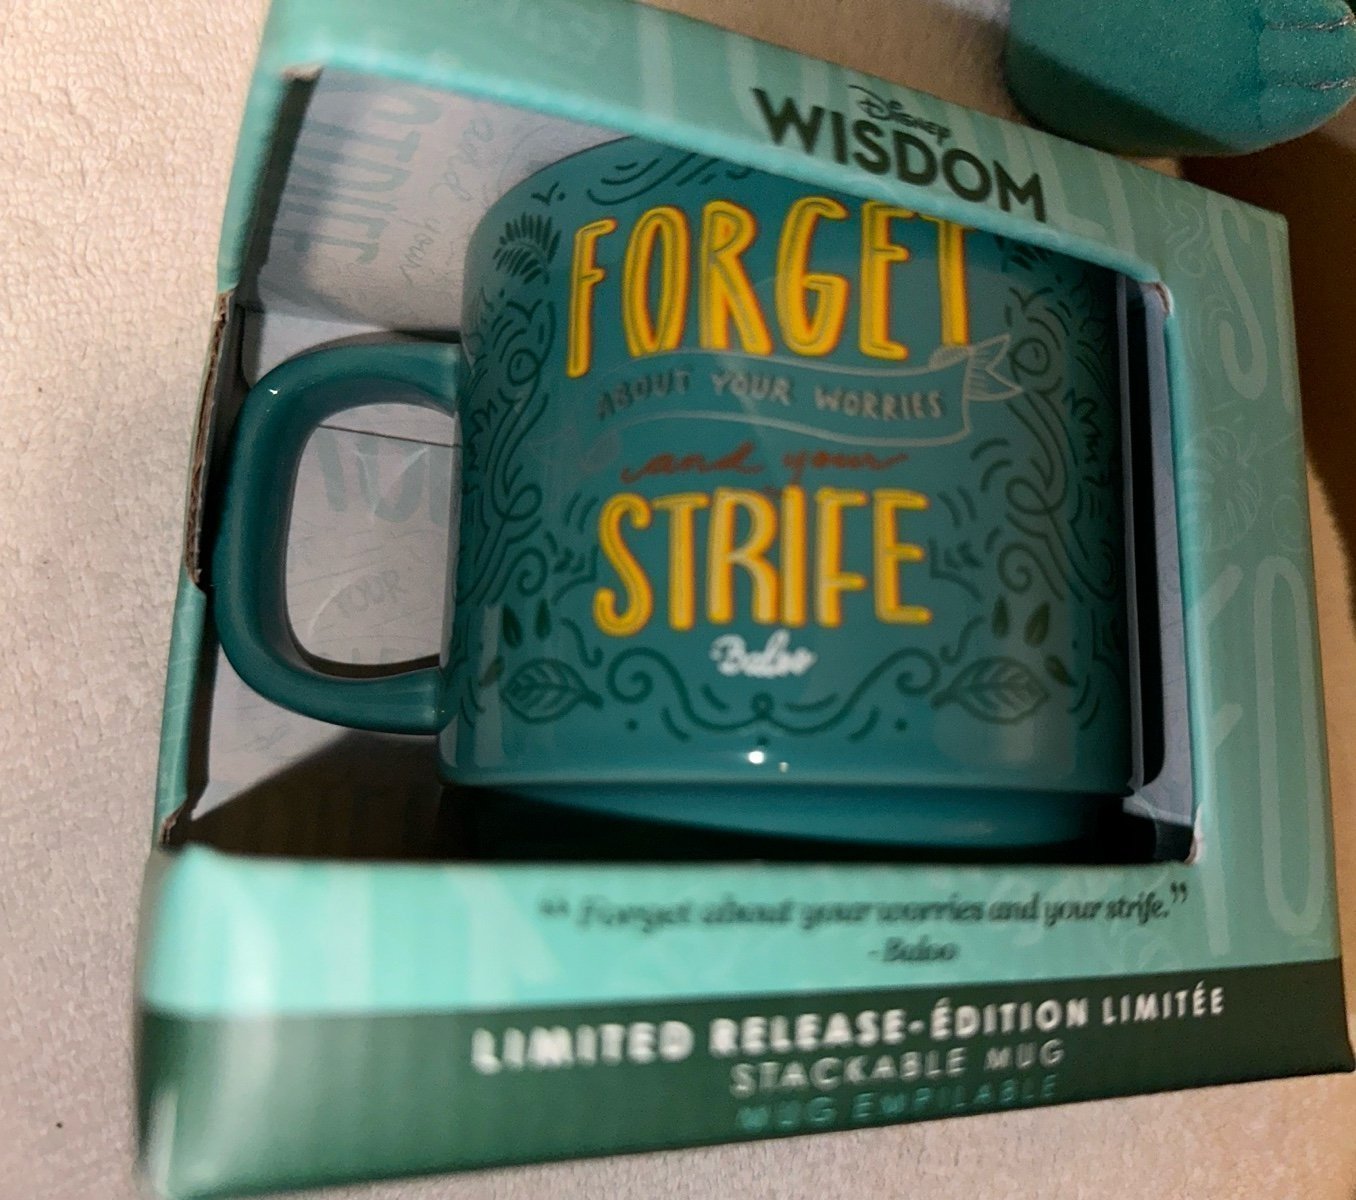 Disney
WISDOM
FORGET
ABOUT YOUR WORRIES
and your
STRIFE
Baloo
“Forget about your worries and your strife.”
-Baloo
LIMITED RELEASE-ÉDITION LIMITÉE
STACKABLE MUG
MUG EMPILABLE